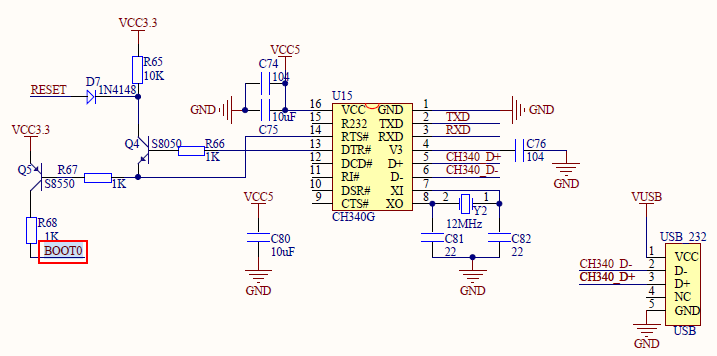 VCC3.3
R65
10K
RESET
D7
1N4148
VCC5
C74
104
GND
C75
10uF
U15
16 VCC GND 1
15 R232 TXD 2 TXD
14 RTS# RXD 3 RXD
13 DTR# V3 4
12 DCD# D+ 5 CH340_D+
11 RI# D- 6 CH340_D-
10 DSR# XI 7
9 CTS# XO 8
CH340G
GND
C76
104
GND
Q4
S8050
R66
1K
VCC3.3
Q5
S8550
R67
1K
R68
1K
BOOT0
VCC5
C80
10uF
GND
2 1
Y2
12MHz
C81
22
C82
22
GND
VUSB
USB_232
1 VCC
CH340_D- 2 D-
CH340_D+ 3 D+
4 NC
5 GND
USB
GND